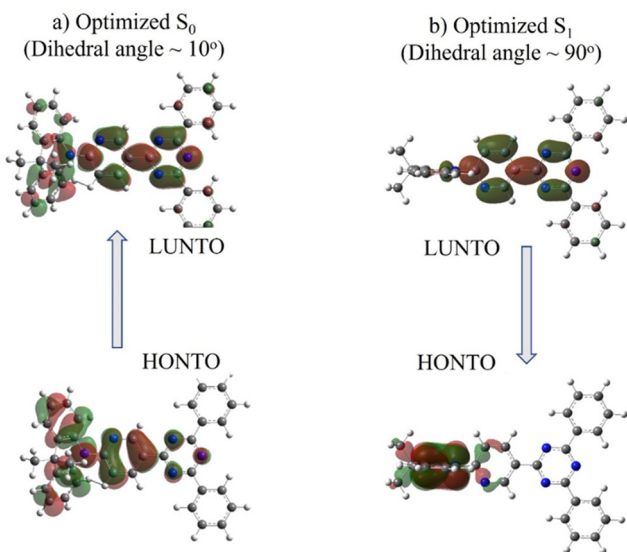 a) Optimized S₀
(Dihedral angle ~ 10°)
LUNTO
HONTO
b) Optimized S₁
(Dihedral angle ~ 90°)
LUNTO
HONTO